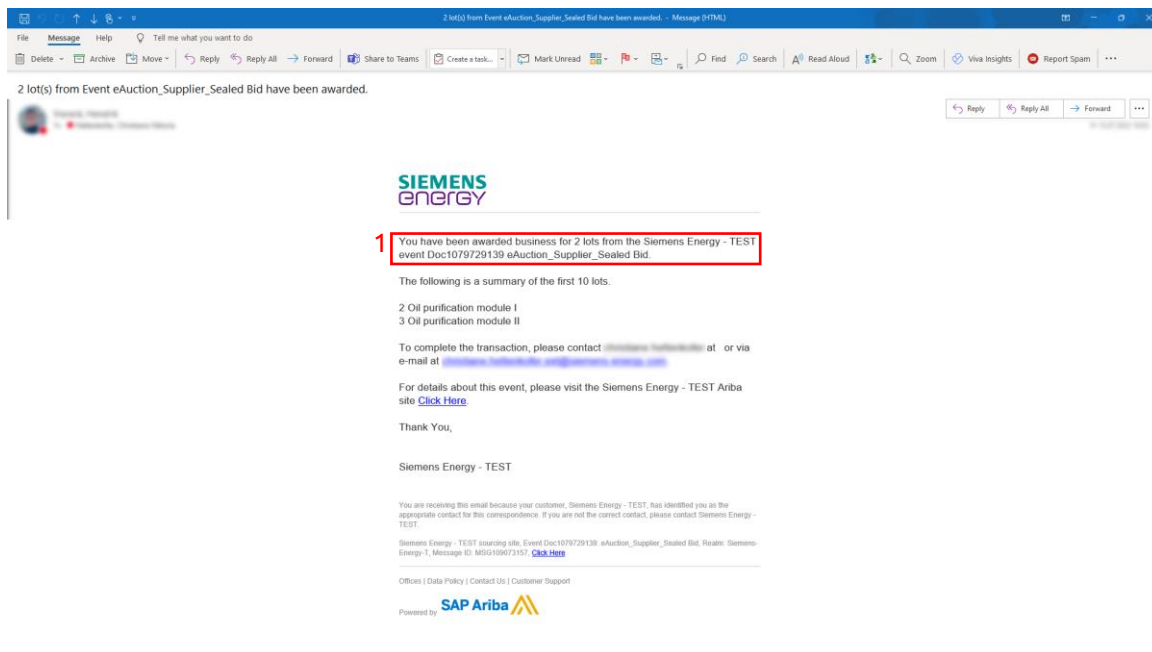 2 lot(s) from Event eAuction_Supplier_Sealed Bid have been awarded. - Message (HTML)
File Message Help Tell me what you want to do
Delete Archive Move Reply Reply All Forward Share to Teams Create a task... Mark Unread Find Search Read Aloud Zoom Viva Insights Report Spam ...
2 lot(s) from Event eAuction_Supplier_Sealed Bid have been awarded.
Reply Reply All Forward ...
SIEMENS
energy
1
You have been awarded business for 2 lots from the Siemens Energy - TEST
event Doc1079729139 eAuction_Supplier_Sealed Bid.
The following is a summary of the first 10 lots.
2 Oil purification module I
3 Oil purification module II
To complete the transaction, please contact at or via
e-mail at
For details about this event, please visit the Siemens Energy - TEST Ariba
site Click Here.
Thank You,
Siemens Energy - TEST
You are receiving this email because your customer, Siemens Energy - TEST, has identified you as the
appropriate contact for this correspondence. If you are not the correct contact, please contact Siemens Energy -
TEST.
Siemens Energy - TEST sourcing site, Event Doc1079729139: eAuction_Supplier_Sealed Bid, Realm: Siemens-
Energy-T, Message ID: MSG109073157, Click Here
Offices | Data Policy | Contact Us | Customer Support
Powered by SAP Ariba